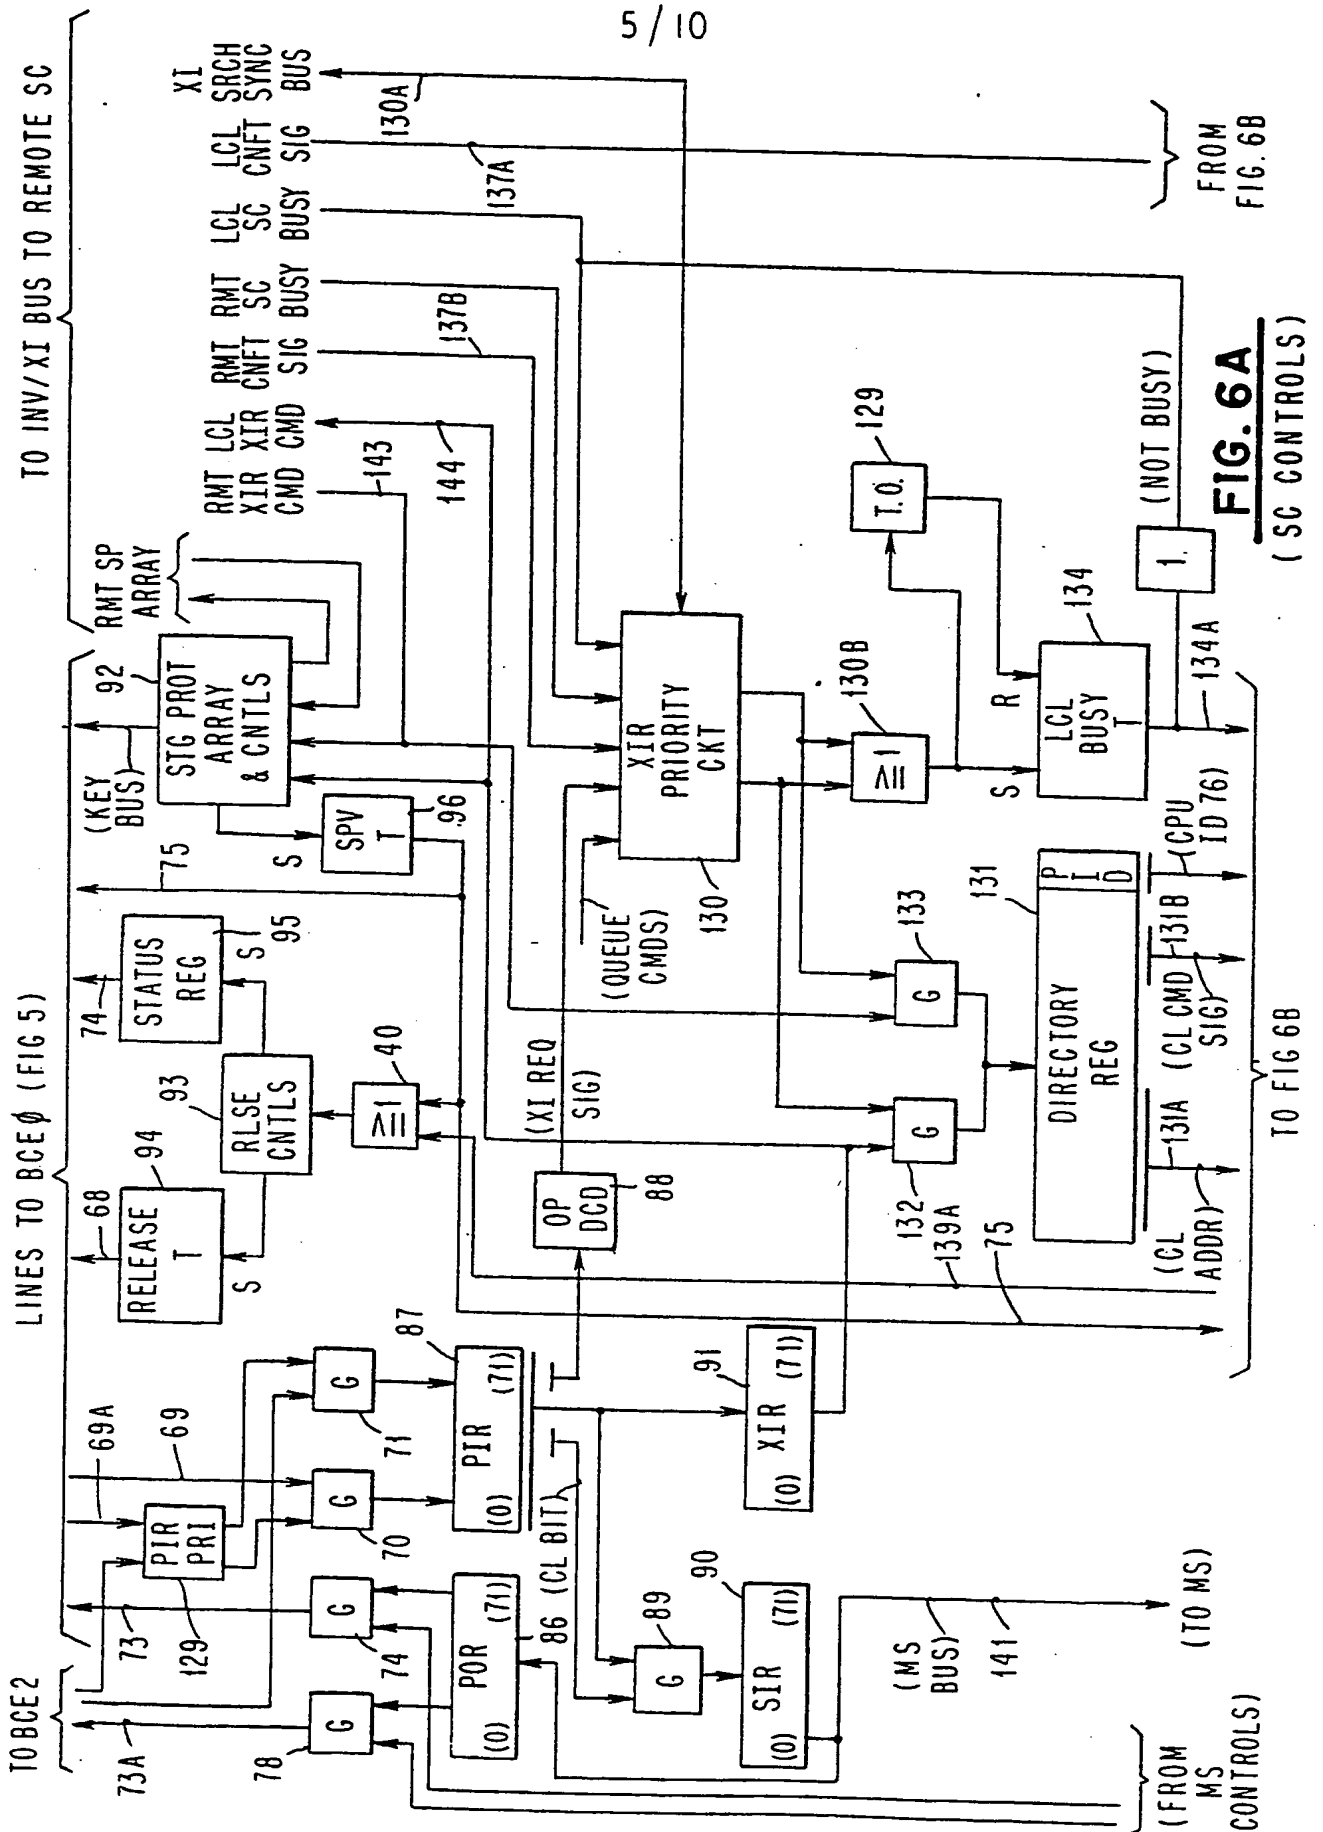 5/10
TO INV/XI BUS TO REMOTE SC
RMT SP
ARRAY
RMT
XIR
CMD
LCL
XIR
CMD
143
144
RMT
CNFT
SIG
137B
RMT
SC
BUSY
LCL
SC
BUSY
LCL
CNFT
SIG
137A
XI
SRCH
SYNC
BUS
130A
FROM
FIG. 6B
LINES TO BCEØ (FIG 5)
TO BCE2
73A
73
129
PIR
PRI
69A
69
78
G
74
G
70
G
71
G
POR
(0) (71)
86
PIR
(0) (71)
87
(CL BIT)
89
G
SIR
(0) (71)
90
XIR
(0) (71)
91
68
RELEASE
T
94
S
RLSE
CNTLS
93
74
STATUS
REG
95
S
≥1
40
75
(KEY
BUS)
92
STG PROT
ARRAY
& CNTLS
S
SPV
T
96
OP
DCD
88
(XI REQ
SIG)
(QUEUE
CMDS)
XIR
PRIORITY
CKT
130
≥1
130B
T.O.
129
S
R
LCL
BUSY
T
134
134A
1.
(NOT BUSY)
G
132
139A
75
G
133
DIRECTORY
REG
PID
131
131A
(CL
ADDR)
131B
(CL CMD
SIG)
(CPU
ID 76)
TO FIG 6B
(MS
BUS)
141
(TO MS)
(FROM
MS
CONTROLS)
FIG. 6A
(SC CONTROLS)